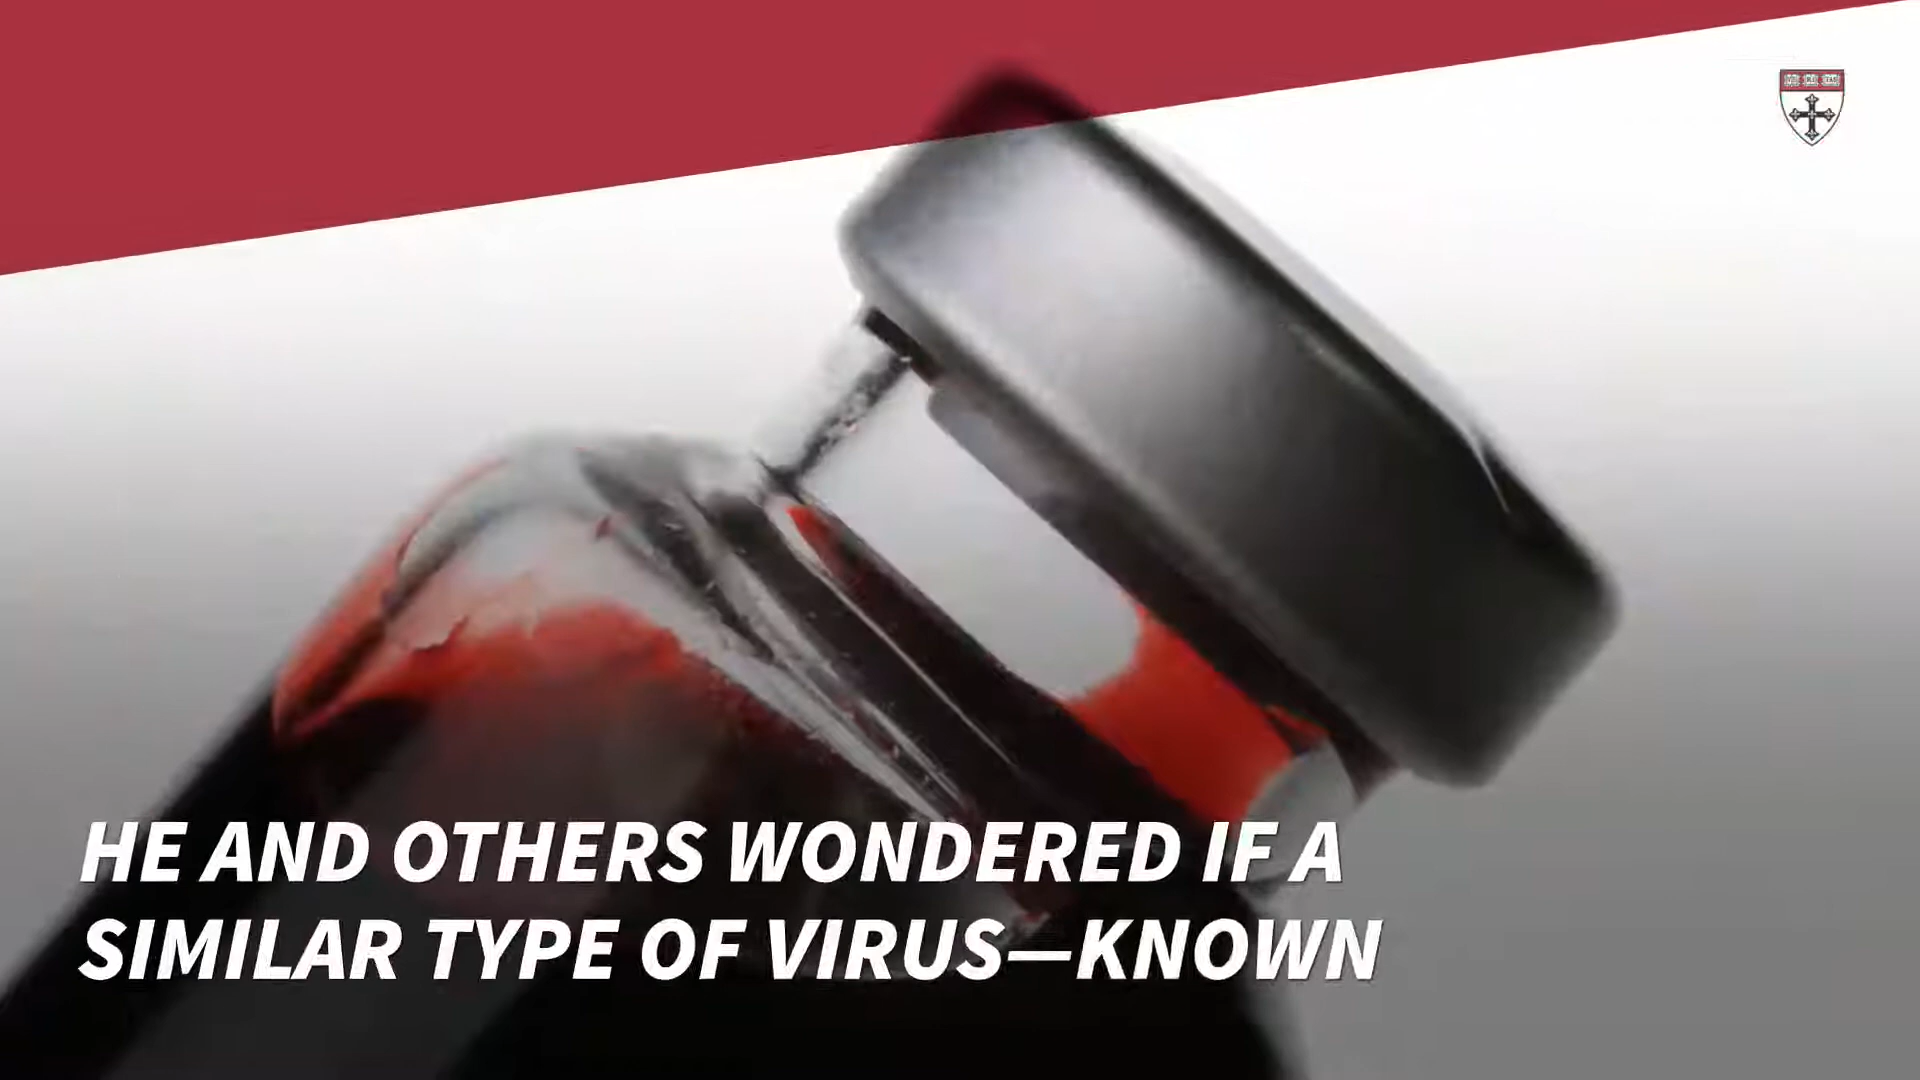 HE AND OTHERS WONDERED IF A
SIMILAR TYPE OF VIRUS—KNOWN